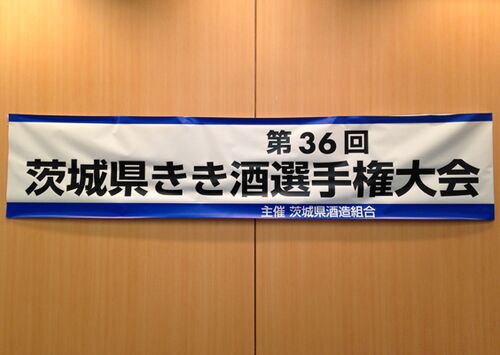 第36回
茨城県きき酒選手権大会
主催 茨城県酒造組合